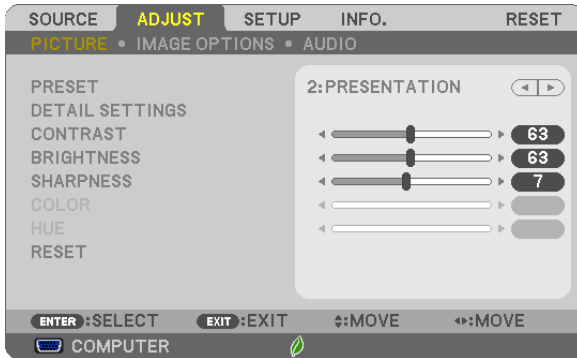 SOURCE ADJUST SETUP INFO. RESET
PICTURE • IMAGE OPTIONS • AUDIO
PRESET 2:PRESENTATION
DETAIL SETTINGS
CONTRAST 63
BRIGHTNESS 63
SHARPNESS 7
COLOR
HUE
RESET
ENTER :SELECT EXIT :EXIT :MOVE :MOVE
COMPUTER